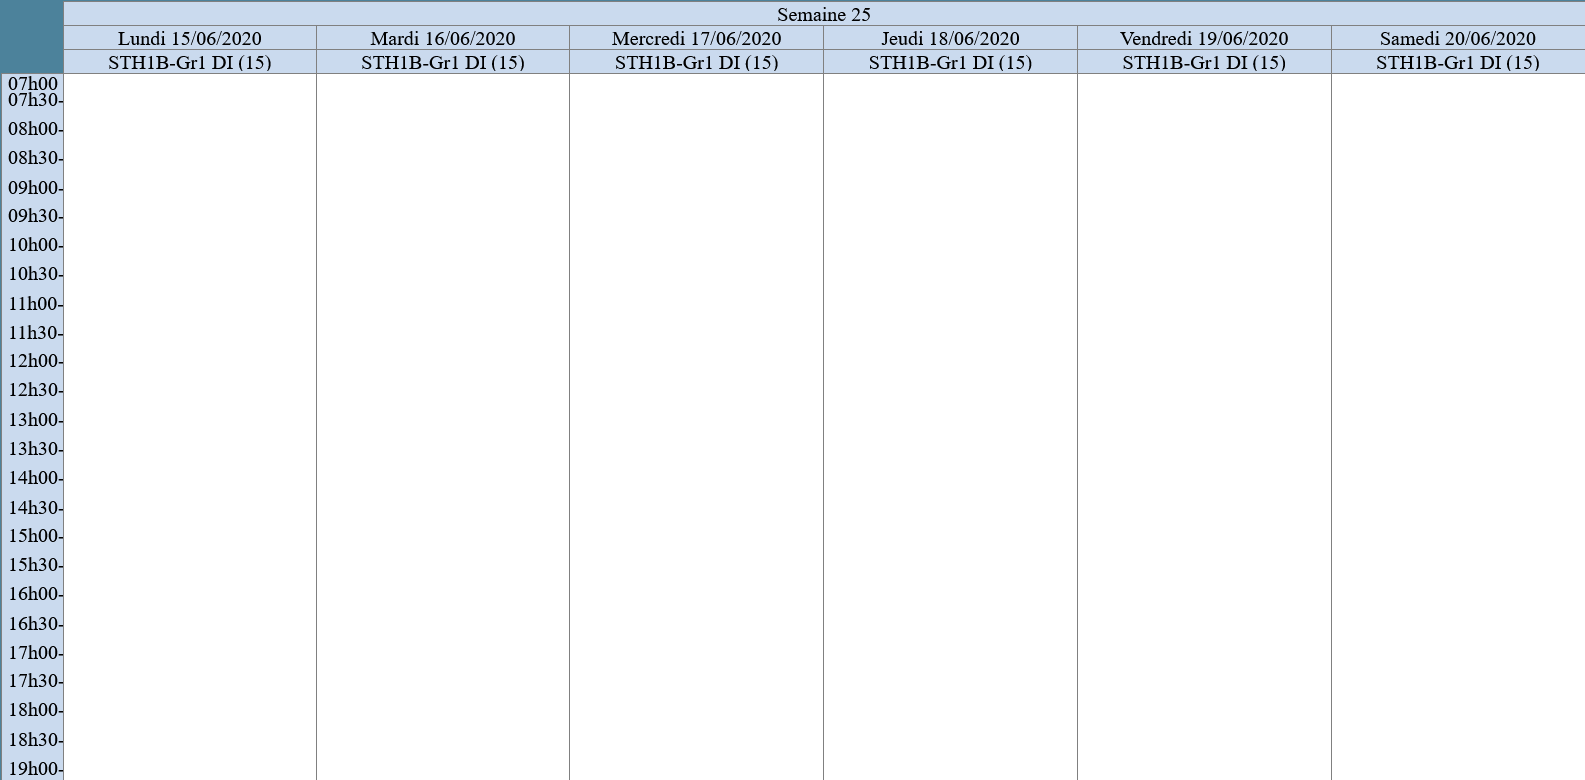 Semaine 25
Lundi 15/06/2020 Mardi 16/06/2020 Mercredi 17/06/2020 Jeudi 18/06/2020 Vendredi 19/06/2020 Samedi 20/06/2020
STH1B-Gr1 DI (15) STH1B-Gr1 DI (15) STH1B-Gr1 DI (15) STH1B-Gr1 DI (15) STH1B-Gr1 DI (15) STH1B-Gr1 DI (15)
07h00
07h30
08h00
08h30
09h00
09h30
10h00
10h30
11h00
11h30
12h00
12h30
13h00
13h30
14h00
14h30
15h00
15h30
16h00
16h30
17h00
17h30
18h00
18h30
19h00